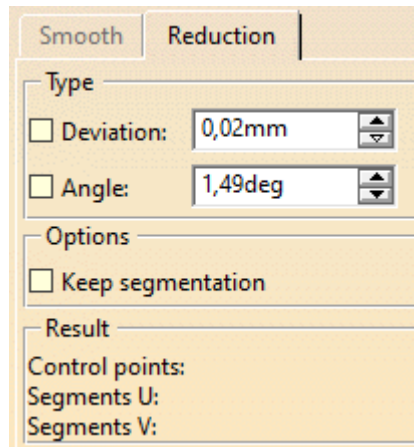 Smooth Reduction
Type
Deviation: 0,02mm
Angle: 1,49deg
Options
Keep segmentation
Result
Control points:
Segments U:
Segments V: